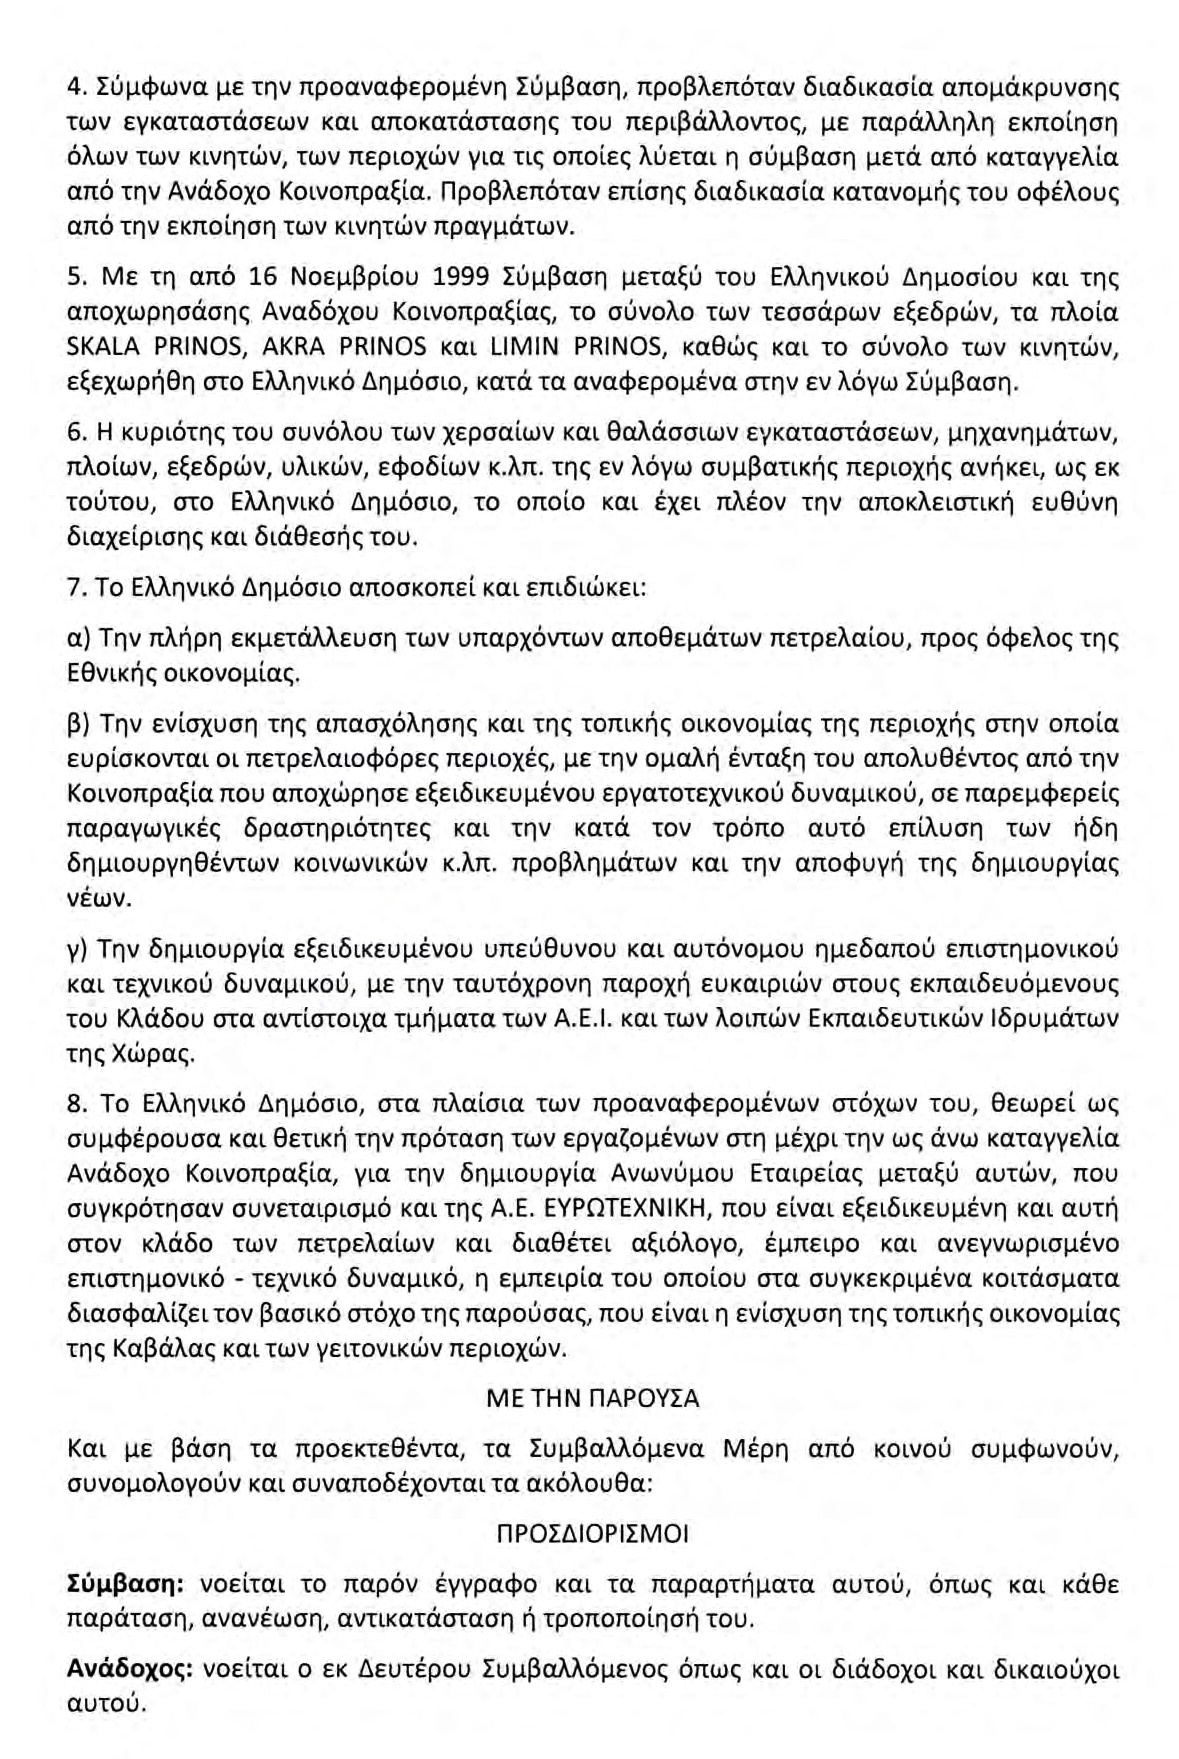 4. Σύμφωνα με την προαναφερομένη Σύμβαση, προβλεπόταν διαδικασία απομάκρυνσης
των εγκαταστάσεων και αποκατάστασης του περιβάλλοντος, με παράλληλη εκποίηση
όλων των κινητών, των περιοχών για τις οποίες λύεται η σύμβαση μετά από καταγγελία
από την Ανάδοχο Κοινοπραξία. Προβλεπόταν επίσης διαδικασία κατανομής του οφέλους
από την εκποίηση των κινητών πραγμάτων.
5. Με τη από 16 Νοεμβρίου 1999 Σύμβαση μεταξύ του Ελληνικού Δημοσίου και της
αποχωρησάσης Αναδόχου Κοινοπραξίας, το σύνολο των τεσσάρων εξεδρών, τα πλοία
SKALA PRINOS, AKRA PRINOS και LIMIN PRINOS, καθώς και το σύνολο των κινητών,
εξεχωρήθη στο Ελληνικό Δημόσιο, κατά τα αναφερομένα στην εν λόγω Σύμβαση.
6. Η κυριότης του συνόλου των χερσαίων και θαλάσσιων εγκαταστάσεων, μηχανημάτων,
πλοίων, εξεδρών, υλικών, εφοδίων κ.λπ. της εν λόγω συμβατικής περιοχής ανήκει, ως εκ
τούτου, στο Ελληνικό Δημόσιο, το οποίο και έχει πλέον την αποκλειστική ευθύνη
διαχείρισης και διάθεσής του.
7. Το Ελληνικό Δημόσιο αποσκοπεί και επιδιώκει:
α) Την πλήρη εκμετάλλευση των υπαρχόντων αποθεμάτων πετρελαίου, προς όφελος της
Εθνικής οικονομίας.
β) Την ενίσχυση της απασχόλησης και της τοπικής οικονομίας της περιοχής στην οποία
ευρίσκονται οι πετρελαιοφόρες περιοχές, με την ομαλή ένταξη του απολυθέντος από την
Κοινοπραξία που αποχώρησε εξειδικευμένου εργατοτεχνικού δυναμικού, σε παρεμφερείς
παραγωγικές δραστηριότητες και την κατά τον τρόπο αυτό επίλυση των ήδη
δημιουργηθέντων κοινωνικών κ.λπ. προβλημάτων και την αποφυγή της δημιουργίας
νέων.
γ) Την δημιουργία εξειδικευμένου υπεύθυνου και αυτόνομου ημεδαπού επιστημονικού
και τεχνικού δυναμικού, με την ταυτόχρονη παροχή ευκαιριών στους εκπαιδευόμενους
του Κλάδου στα αντίστοιχα τμήματα των Α.Ε.Ι. και των λοιπών Εκπαιδευτικών Ιδρυμάτων
της Χώρας.
8. Το Ελληνικό Δημόσιο, στα πλαίσια των προαναφερομένων στόχων του, θεωρεί ως
συμφέρουσα και θετική την πρόταση των εργαζομένων στη μέχρι την ως άνω καταγγελία
Ανάδοχο Κοινοπραξία, για την δημιουργία Ανωνύμου Εταιρείας μεταξύ αυτών, που
συγκρότησαν συνεταιρισμό και της Α.Ε. ΕΥΡΩΤΕΧΝΙΚΗ, που είναι εξειδικευμένη και αυτή
στον κλάδο των πετρελαίων και διαθέτει αξιόλογο, έμπειρο και ανεγνωρισμένο
επιστημονικό - τεχνικό δυναμικό, η εμπειρία του οποίου στα συγκεκριμένα κοιτάσματα
διασφαλίζει τον βασικό στόχο της παρούσας, που είναι η ενίσχυση της τοπικής οικονομίας
της Καβάλας και των γειτονικών περιοχών.
ΜΕ ΤΗΝ ΠΑΡΟΥΣΑ
Και με βάση τα προεκτεθέντα, τα Συμβαλλόμενα Μέρη από κοινού συμφωνούν,
συνομολογούν και συναποδέχονται τα ακόλουθα:
ΠΡΟΣΔΙΟΡΙΣΜΟΙ
Σύμβαση: νοείται το παρόν έγγραφο και τα παραρτήματα αυτού, όπως και κάθε
παράταση, ανανέωση, αντικατάσταση ή τροποποίησή του.
Ανάδοχος: νοείται ο εκ Δευτέρου Συμβαλλόμενος όπως και οι διάδοχοι και δικαιούχοι
αυτού.